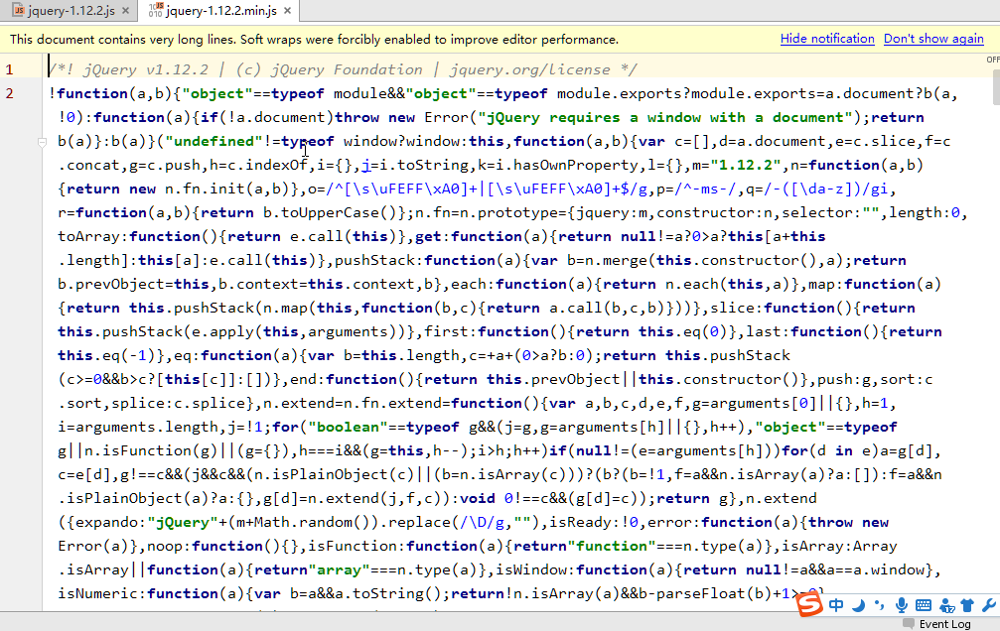 jquery-1.12.2.js × jquery-1.12.2.min.js ×
This document contains very long lines. Soft wraps were forcibly enabled to improve editor performance. Hide notification Don't show again
OFF
1 /*! jQuery v1.12.2 | (c) jQuery Foundation | jquery.org/license */
2 !function(a,b){"object"==typeof module&&"object"==typeof module.exports?module.exports=a.document?b(a,
!0):function(a){if(!a.document)throw new Error("jQuery requires a window with a document");return
b(a)}:b(a)}("undefined"!=typeof window?window:this,function(a,b){var c=[],d=a.document,e=c.slice,f=c
.concat,g=c.push,h=c.indexOf,i={},j=i.toString,k=i.hasOwnProperty,l={},m="1.12.2",n=function(a,b)
{return new n.fn.init(a,b)},o=/^[\s\uFEFF\xA0]+|[\s\uFEFF\xA0]+$/g,p=/^-ms-/,q=/-([\da-z])/gi,
r=function(a,b){return b.toUpperCase()};n.fn=n.prototype={jquery:m,constructor:n,selector:"",length:0,
toArray:function(){return e.call(this)},get:function(a){return null!=a?0>a?this[a+this
.length]:this[a]:e.call(this)},pushStack:function(a){var b=n.merge(this.constructor(),a);return
b.prevObject=this,b.context=this.context,b},each:function(a){return n.each(this,a)},map:function(a)
{return this.pushStack(n.map(this,function(b,c){return a.call(b,c,b)}))},slice:function(){return
this.pushStack(e.apply(this,arguments))},first:function(){return this.eq(0)},last:function(){return
this.eq(-1)},eq:function(a){var b=this.length,c=+a+(0>a?b:0);return this.pushStack
(c>=0&&b>c?[this[c]]:[])},end:function(){return this.prevObject||this.constructor()},push:g,sort:c
.sort,splice:c.splice},n.extend=n.fn.extend=function(){var a,b,c,d,e,f,g=arguments[0]||{},h=1,
i=arguments.length,j=!1;for("boolean"==typeof g&&(j=g,g=arguments[h]||{},h++),"object"==typeof
g||n.isFunction(g)||(g={}),h===i&&(g=this,h--);i>h;h++)if(null!=(e=arguments[h]))for(d in e)a=g[d],
c=e[d],g!==c&&(j&&c&&(n.isPlainObject(c)||(b=n.isArray(c)))?(b?(b=!1,f=a&&n.isArray(a)?a:[]):f=a&&n
.isPlainObject(a)?a:{},g[d]=n.extend(j,f,c)):void 0!==c&&(g[d]=c));return g},n.extend
({expando:"jQuery"+(m+Math.random()).replace(/\D/g,""),isReady:!0,error:function(a){throw new
Error(a)},noop:function(){},isFunction:function(a){return"function"===n.type(a)},isArray:Array
.isArray||function(a){return"array"===n.type(a)},isWindow:function(a){return null!=a&&a==a.window},
isNumeric:function(a){var b=a&&a.toString();return!n.isArray(a)&&b-parseFloat(b)+1>=0}
S 中
Event Log